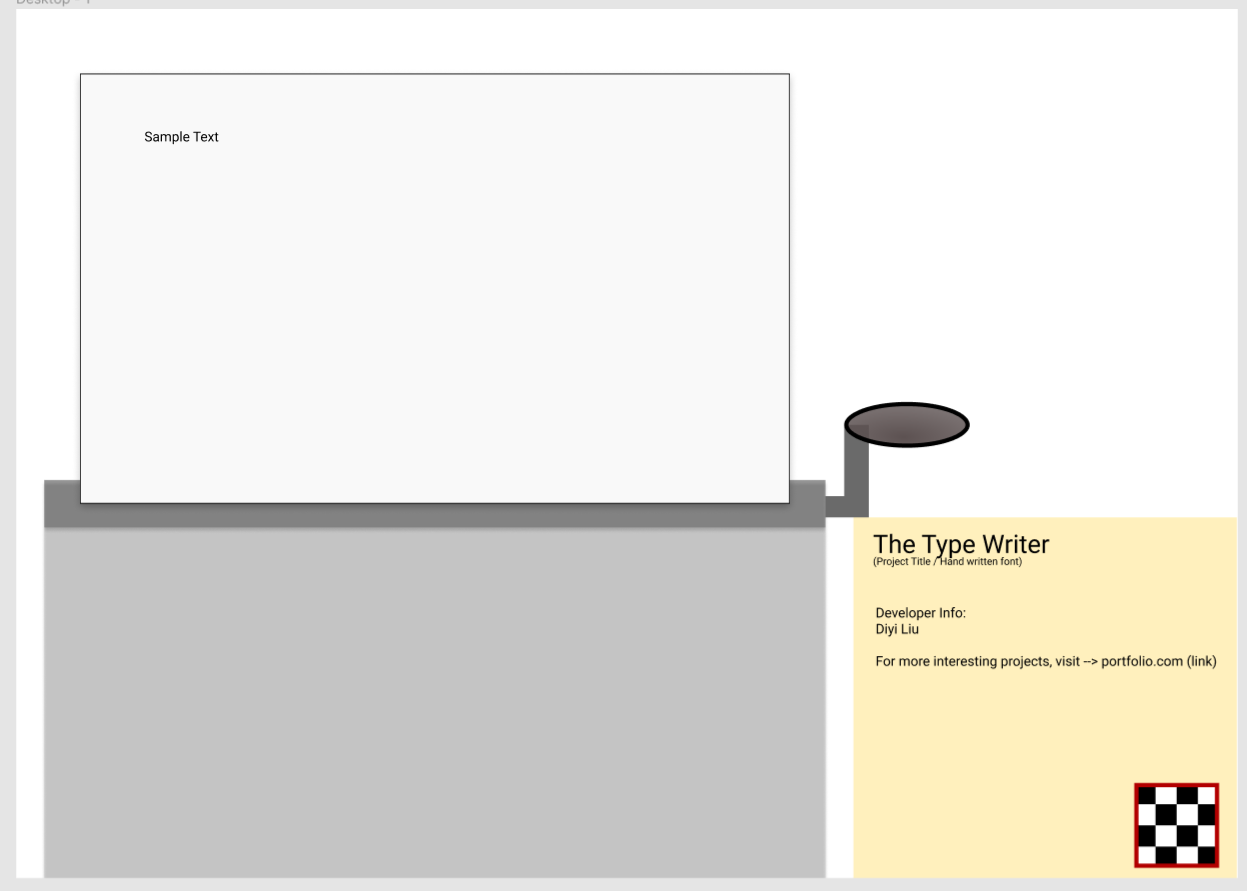 Desktop - 1
Sample Text
The Type Writer
(Project Title / Hand written font)
Developer Info:
Diyi Liu
For more interesting projects, visit --> portfolio.com (link)